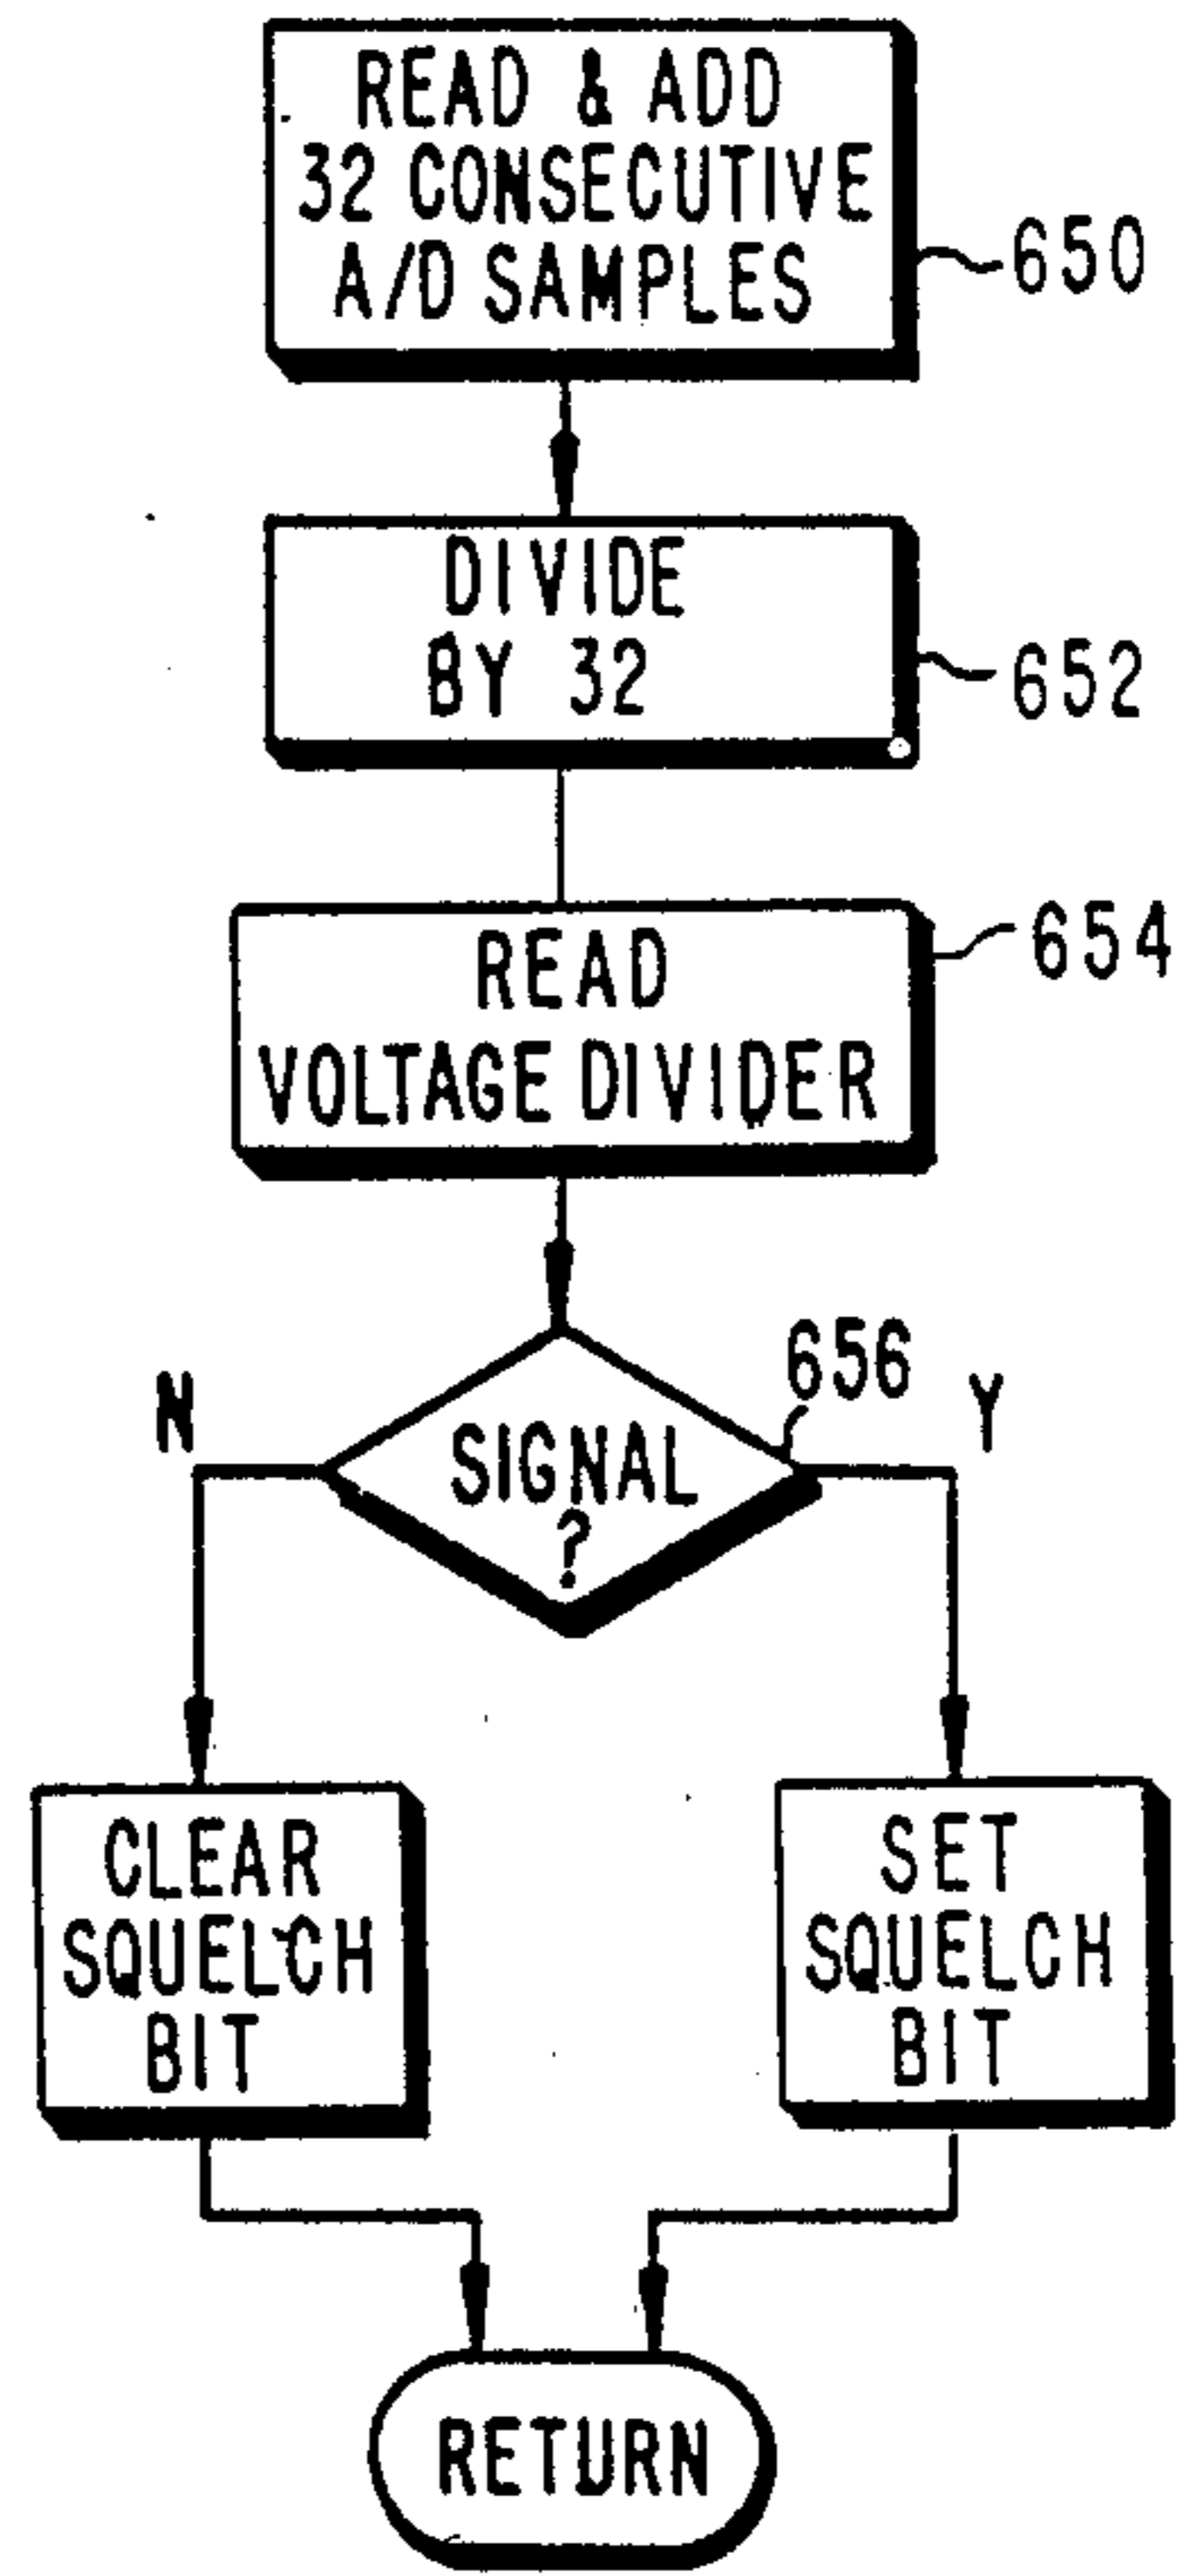 READ & ADD
32 CONSECUTIVE
A/D SAMPLES
650
DIVIDE
BY 32
652
READ
VOLTAGE DIVIDER
654
SIGNAL
?
656
N
Y
CLEAR
SQUELCH
BIT
SET
SQUELCH
BIT
RETURN